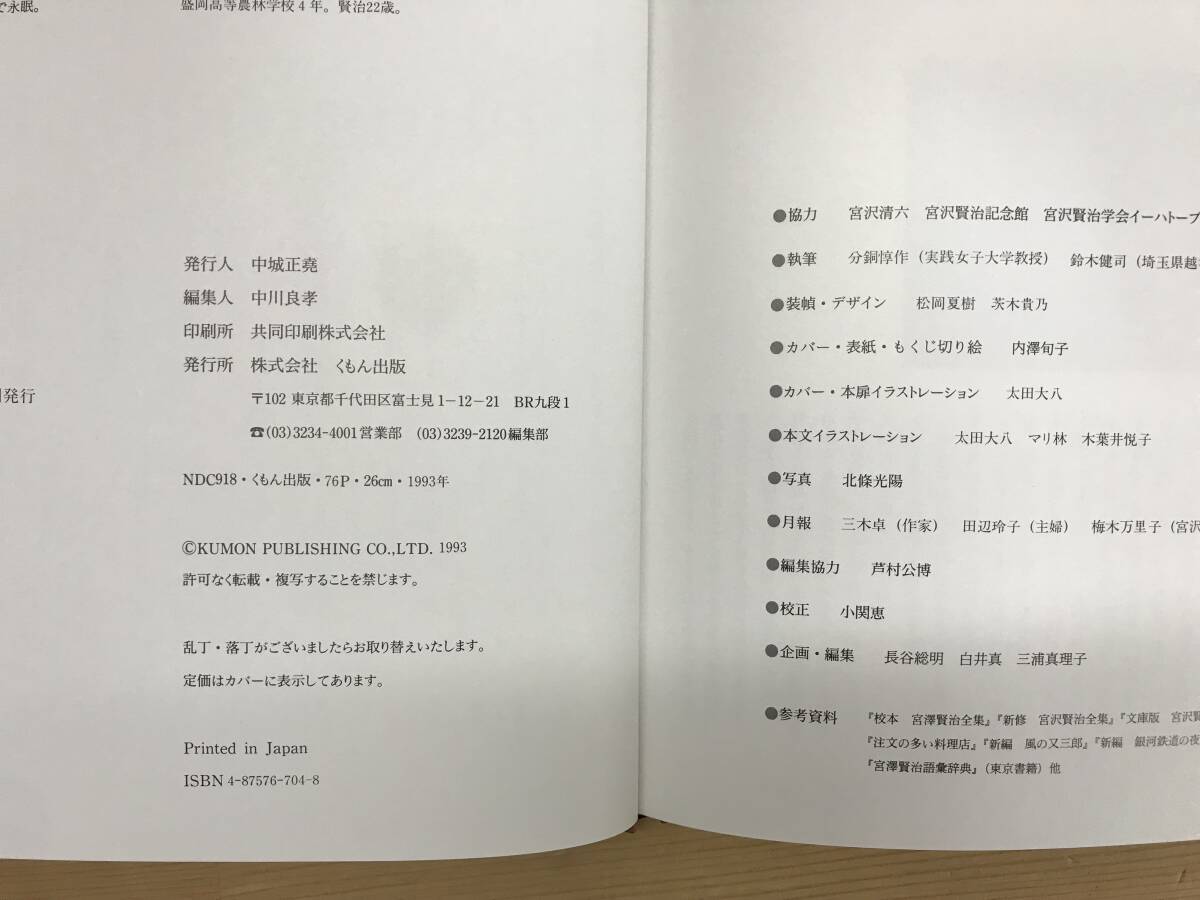 で永眠。
盛岡高等農林学校4年。賢治22歳。
発行人　中城正堯
編集人　中川良孝
印刷所　共同印刷株式会社
発行所　株式会社　くもん出版
〒102 東京都千代田区富士見1-12-21　BR九段1
☎(03)3234-4001営業部　(03)3239-2120編集部
発行
NDC918・くもん出版・76P・26cm・1993年
©KUMON PUBLISHING CO.,LTD. 1993
許可なく転載・複写することを禁じます。
乱丁・落丁がございましたらお取り替えいたします。
定価はカバーに表示してあります。
Printed in Japan
ISBN 4-87576-704-8
●協力　宮沢清六　宮沢賢治記念館　宮沢賢治学会イーハトーブ
●執筆　分銅惇作（実践女子大学教授）　鈴木健司（埼玉県越
●装幀・デザイン　松岡夏樹　茨木貴乃
●カバー・表紙・もくじ切り絵　内澤旬子
●カバー・本扉イラストレーション　太田大八
●本文イラストレーション　太田大八　マリ林　木葉井悦子
●写真　北條光陽
●月報　三木卓（作家）　田辺玲子（主婦）　梅木万里子（宮沢
●編集協力　芦村公博
●校正　小関恵
●企画・編集　長谷総明　白井真　三浦真理子
●参考資料　『校本　宮澤賢治全集』『新修　宮沢賢治全集』『文庫版　宮沢賢
『注文の多い料理店』『新編　風の又三郎』『新編　銀河鉄道の夜
『宮澤賢治語彙辞典』（東京書籍）他